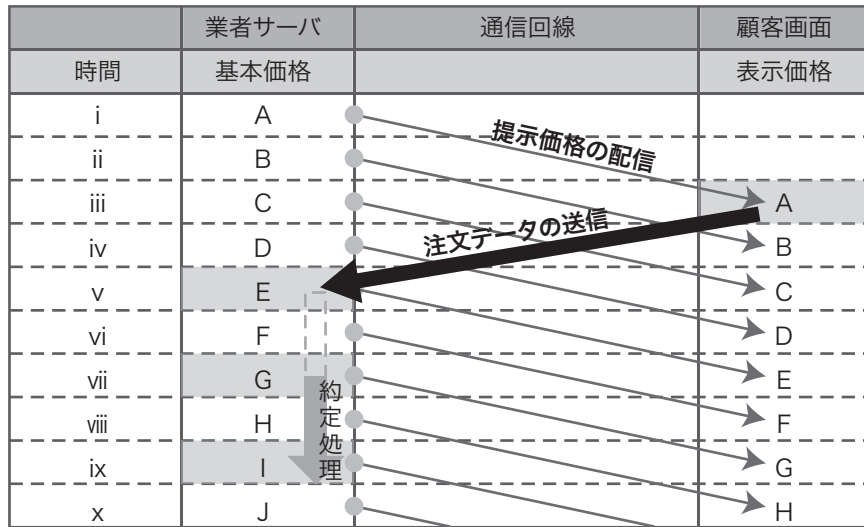 業者サーバ 通信回線 顧客画面
時間 基本価格 表示価格
i A
ii B
iii C A
iv D B
v E C
vi F D
vii G E
viii H F
ix I G
x J H
提示価格の配信
注文データの送信
約定処理